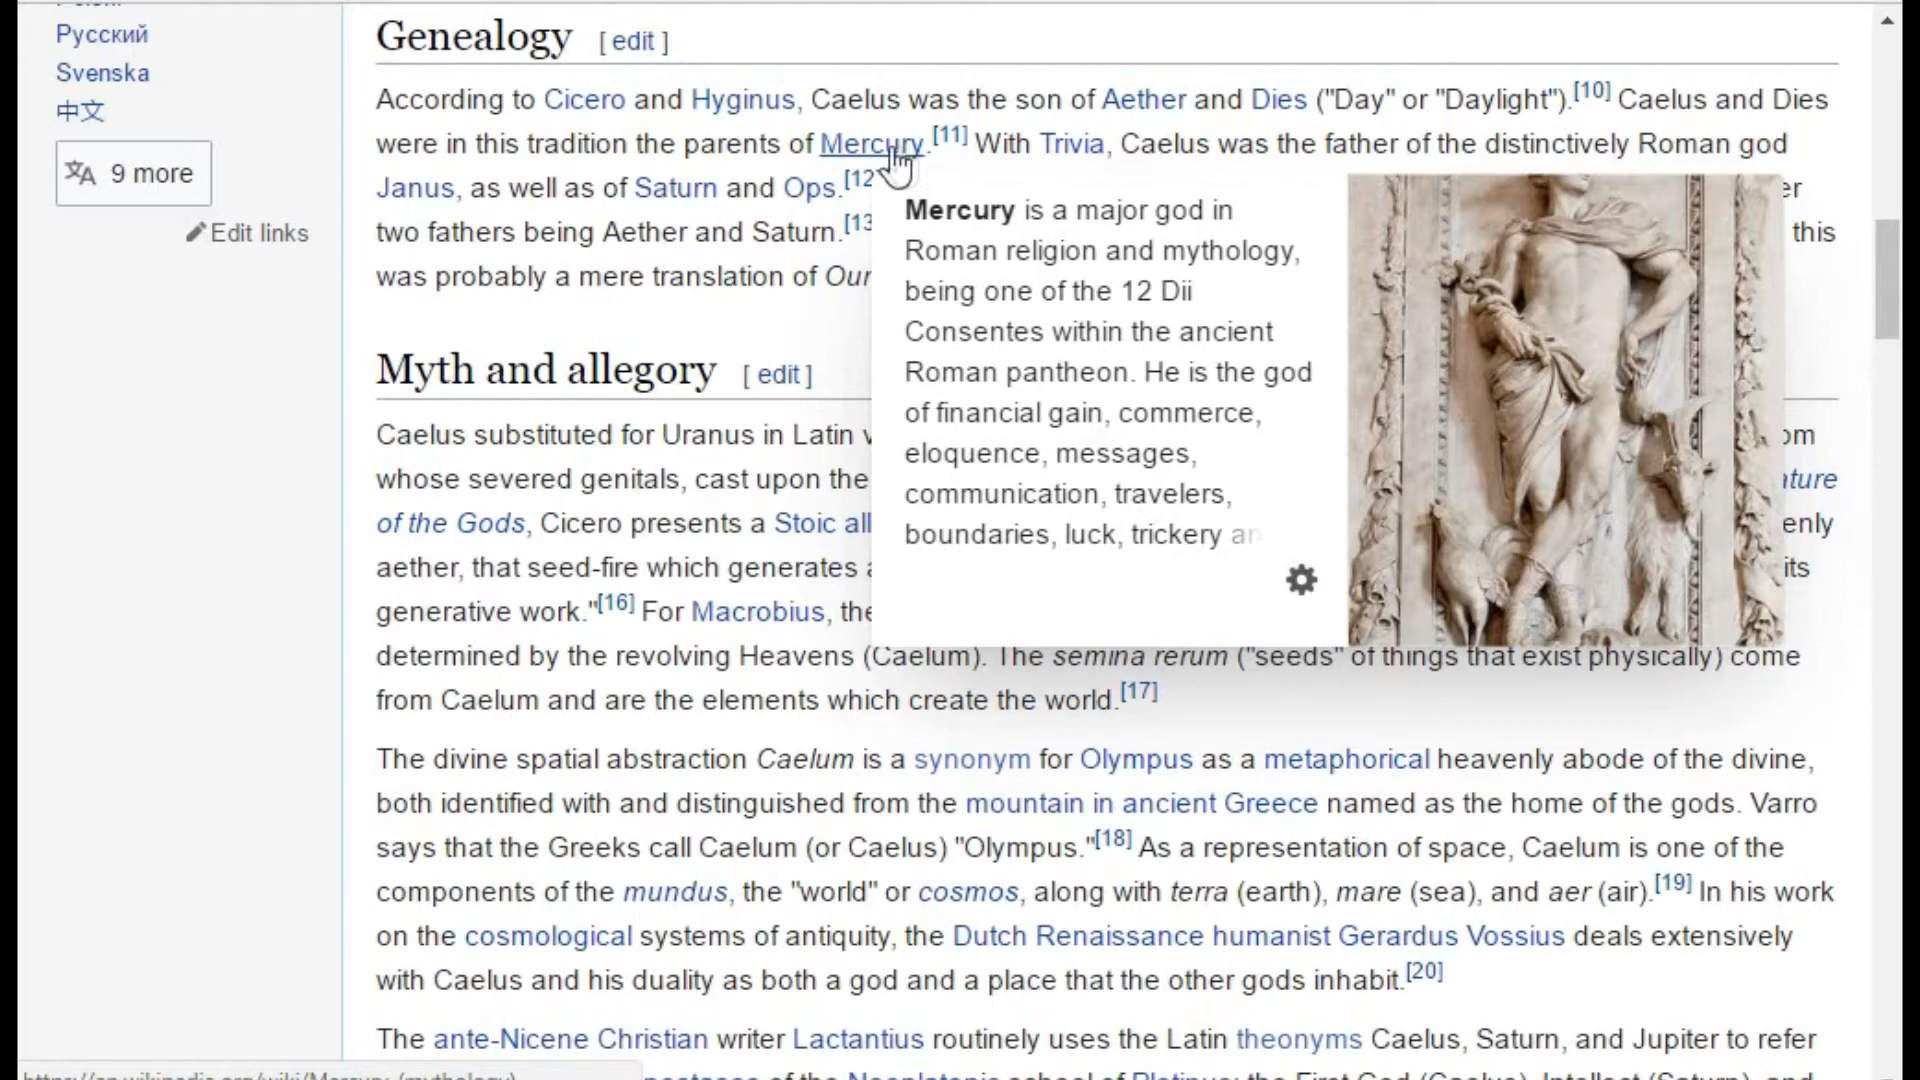 Русский
Svenska
中文
9 more
Edit links
Genealogy [ edit ]
According to Cicero and Hyginus, Caelus was the son of Aether and Dies ("Day" or "Daylight").[10] Caelus and Dies
were in this tradition the parents of Mercury.[11] With Trivia, Caelus was the father of the distinctively Roman god
Janus, as well as of Saturn and Ops.[12
two fathers being Aether and Saturn.[13 this
was probably a mere translation of
Mercury is a major god in
Roman religion and mythology,
being one of the 12 Dii
Consentes within the ancient
Roman pantheon. He is the god
of financial gain, commerce,
eloquence, messages,
communication, travelers,
boundaries, luck, trickery
Myth and allegory [ edit ]
Caelus substituted for Uranus in Latin
whose severed genitals, cast upon the
of the Gods, Cicero presents a Stoic
aether, that seed-fire which generates
generative work."[16] For Macrobius,
determined by the revolving Heavens (Caelum). The semina rerum ("seeds" of things that exist physically) come
from Caelum and are the elements which create the world.[17]
The divine spatial abstraction Caelum is a synonym for Olympus as a metaphorical heavenly abode of the divine,
both identified with and distinguished from the mountain in ancient Greece named as the home of the gods. Varro
says that the Greeks call Caelum (or Caelus) "Olympus."[18] As a representation of space, Caelum is one of the
components of the mundus, the "world" or cosmos, along with terra (earth), mare (sea), and aer (air).[19] In his work
on the cosmological systems of antiquity, the Dutch Renaissance humanist Gerardus Vossius deals extensively
with Caelus and his duality as both a god and a place that the other gods inhabit.[20]
The ante-Nicene Christian writer Lactantius routinely uses the Latin theonyms Caelus, Saturn, and Jupiter to refer